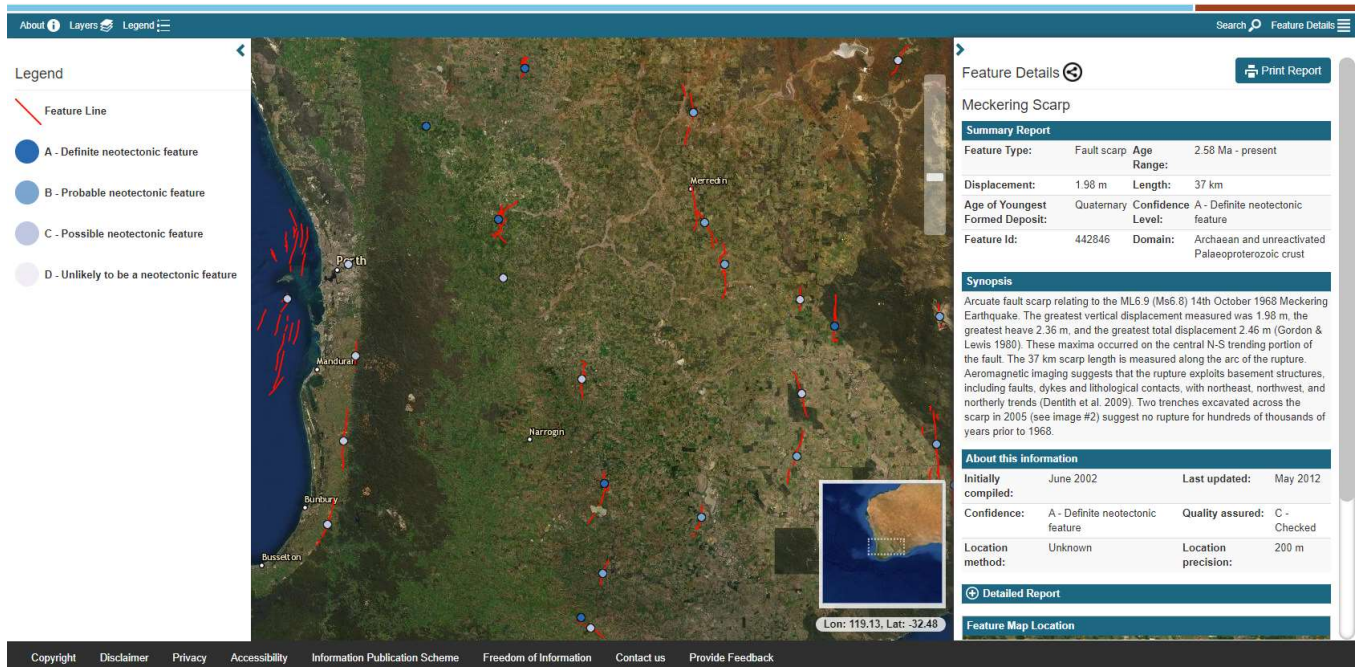 About Layers Legend
Search Feature Details
Legend
Feature Line
A - Definite neotectonic feature
B - Probable neotectonic feature
C - Possible neotectonic feature
D - Unlikely to be a neotectonic feature
Merredin
Perth
Mandurah
Narrogin
Bunbury
Busselton
Lon: 119.13, Lat: -32.48
Feature Details
Print Report
Meckering Scarp
Summary Report
Feature Type: Fault scarp Age Range: 2.58 Ma - present
Displacement: 1.98 m Length: 37 km
Age of Youngest Formed Deposit: Quaternary Confidence Level: A - Definite neotectonic feature
Feature Id: 442846 Domain: Archaean and unreactivated Palaeoproterozoic crust
Synopsis
Arcuate fault scarp relating to the ML6.9 (Ms6.8) 14th October 1968 Meckering
Earthquake. The greatest vertical displacement measured was 1.98 m, the
greatest heave 2.36 m, and the greatest total displacement 2.46 m (Gordon &
Lewis 1980). These maxima occurred on the central N-S trending portion of
the fault. The 37 km scarp length is measured along the arc of the rupture.
Aeromagnetic imaging suggests that the rupture exploits basement structures,
including faults, dykes and lithological contacts, with northeast, northwest, and
northerly trends (Dentith et al. 2009). Two trenches excavated across the
scarp in 2005 (see image #2) suggest no rupture for hundreds of thousands of
years prior to 1968.
About this information
Initially compiled: June 2002 Last updated: May 2012
Confidence: A - Definite neotectonic feature Quality assured: C - Checked
Location method: Unknown Location precision: 200 m
Detailed Report
Feature Map Location
Copyright Disclaimer Privacy Accessibility Information Publication Scheme Freedom of Information Contact us Provide Feedback